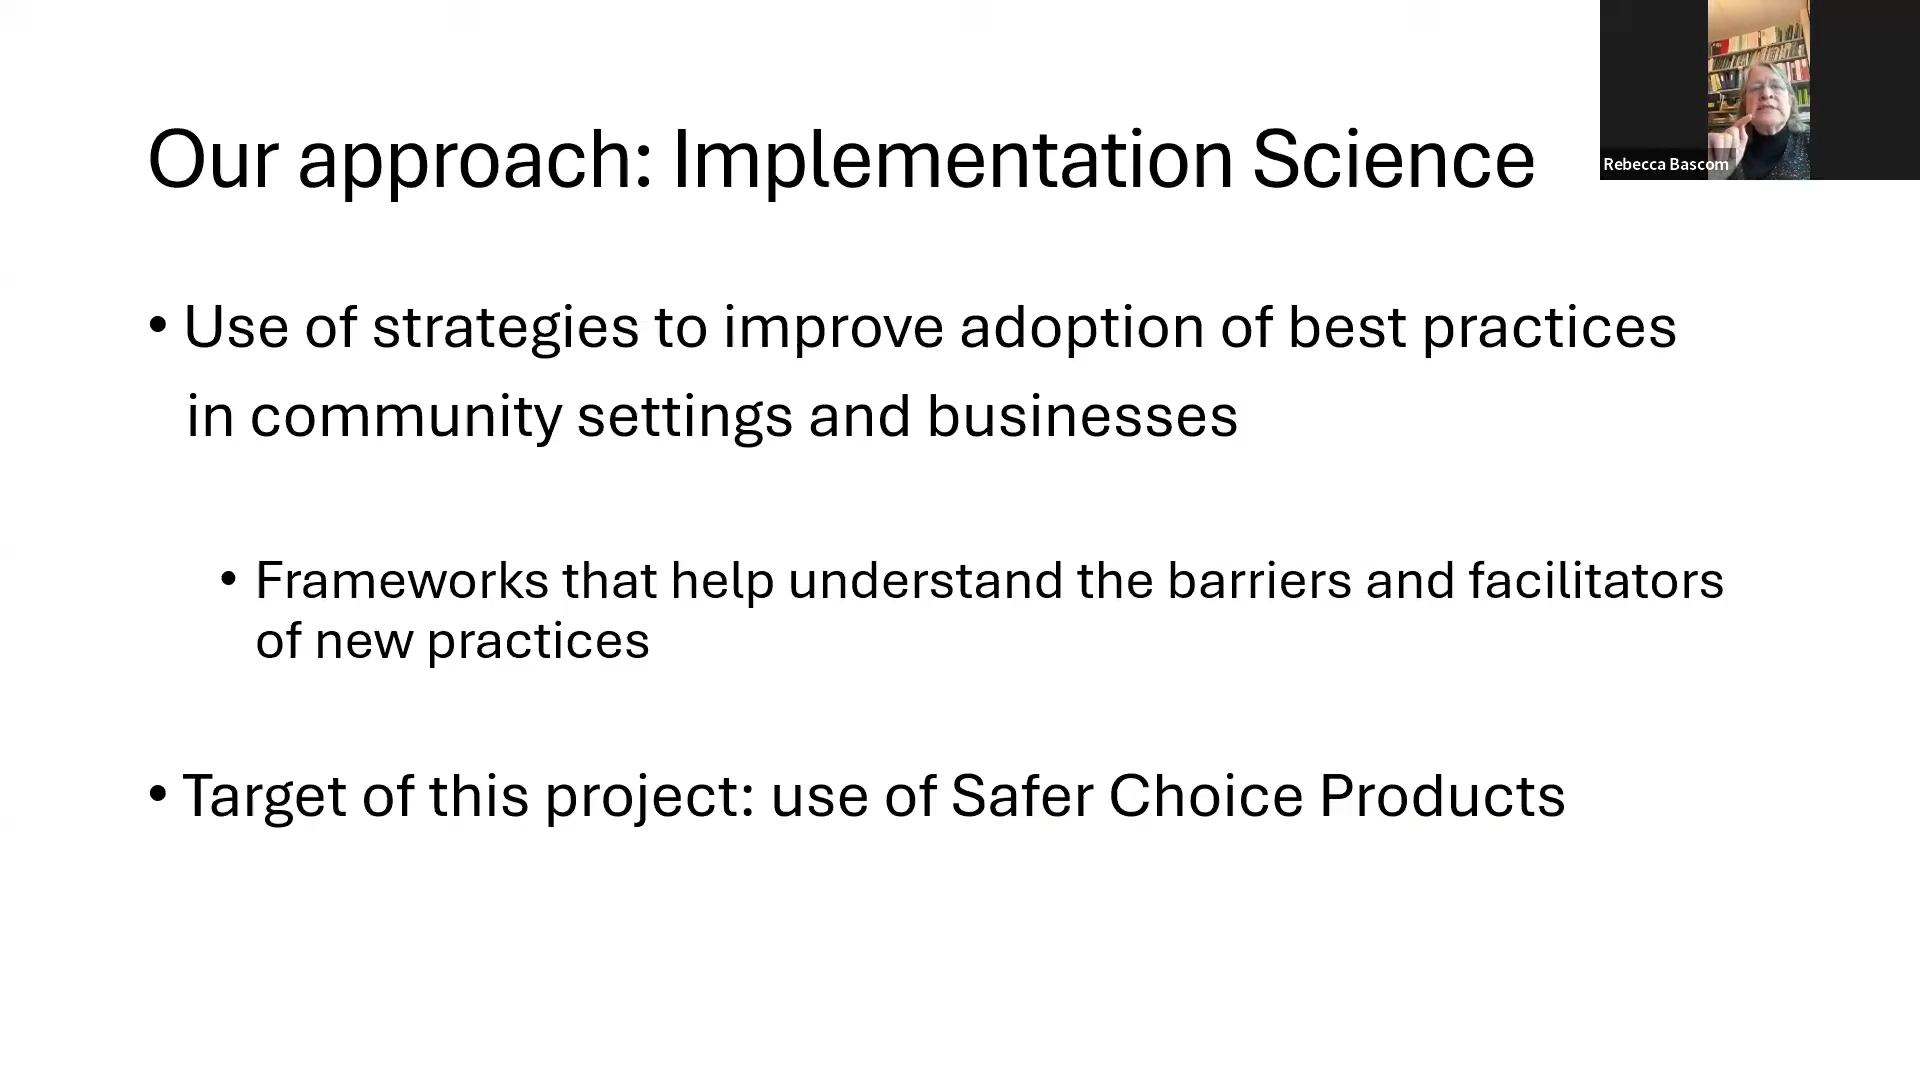 Our approach: Implementation Science
Rebecca Bascom
• Use of strategies to improve adoption of best practices
in community settings and businesses
• Frameworks that help understand the barriers and facilitators
of new practices
• Target of this project: use of Safer Choice Products